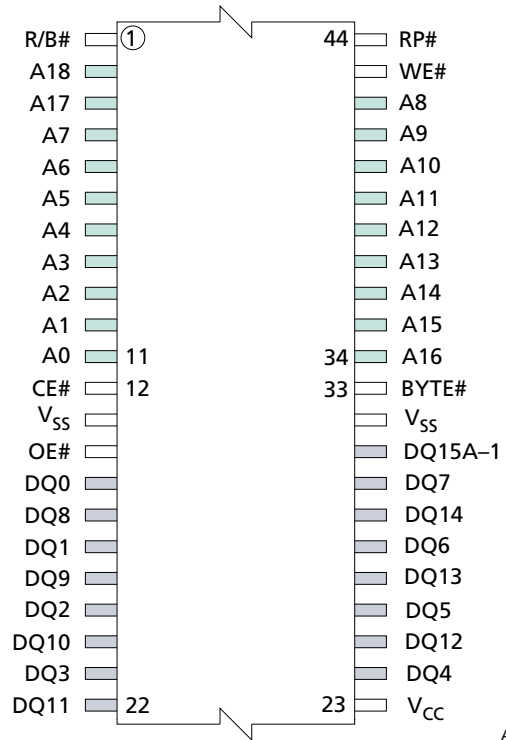 R/B# 1 44 RP#
A18 WE#
A17 A8
A7 A9
A6 A10
A5 A11
A4 A12
A3 A13
A2 A14
A1 A15
A0 11 34 A16
CE# 12 33 BYTE#
VSS VSS
OE# DQ15A–1
DQ0 DQ7
DQ8 DQ14
DQ1 DQ6
DQ9 DQ13
DQ2 DQ5
DQ10 DQ12
DQ3 DQ4
DQ11 22 23 VCC